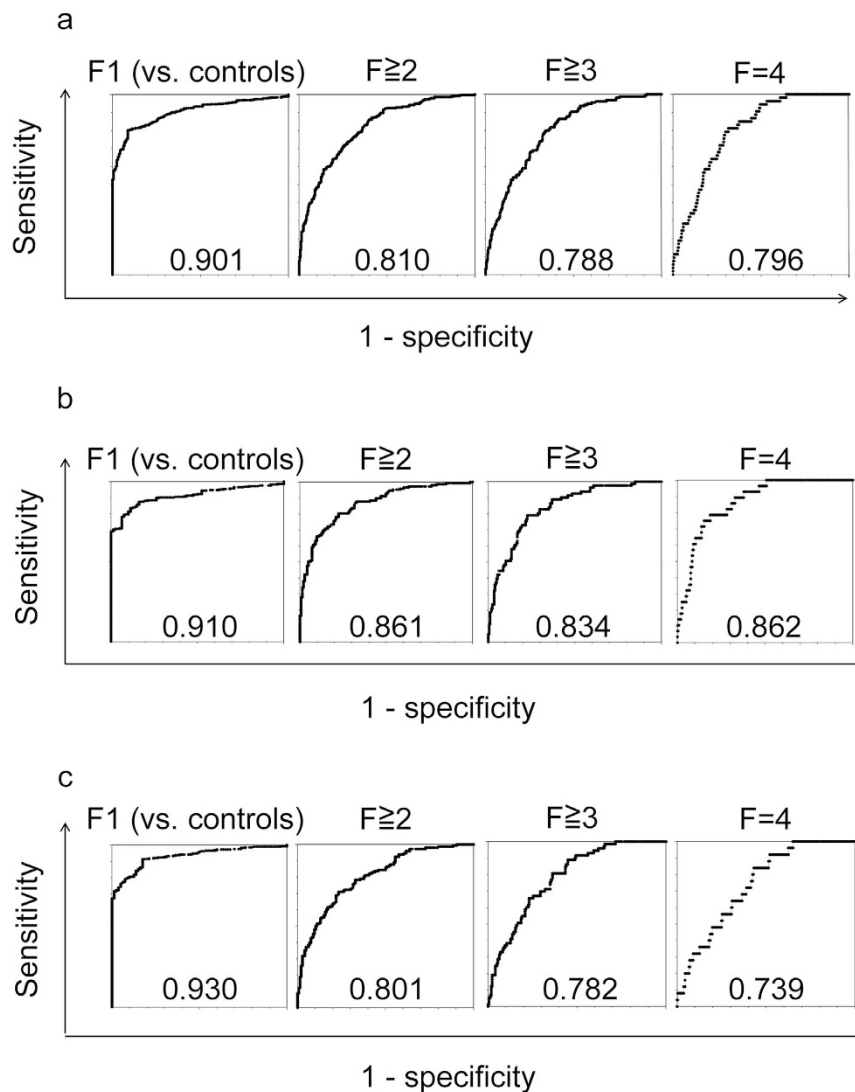 a
F1 (vs. controls) F≧2 F≧3 F=4
Sensitivity
0.901 0.810 0.788 0.796
1 - specificity
b
F1 (vs. controls) F≧2 F≧3 F=4
Sensitivity
0.910 0.861 0.834 0.862
1 - specificity
c
F1 (vs. controls) F≧2 F≧3 F=4
Sensitivity
0.930 0.801 0.782 0.739
1 - specificity